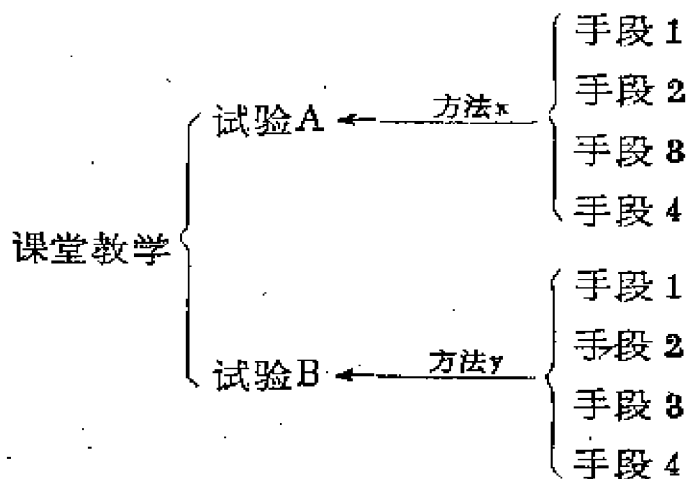 手段 1
手段 2
手段 3
手段 4
试验A
方法x
课堂教学
手段 1
手段 2
手段 3
手段 4
试验B
方法y